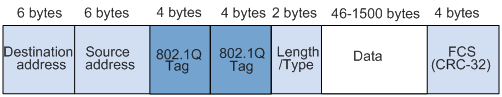 6 bytes 6 bytes 4 bytes 4 bytes 2 bytes 46-1500 bytes 4 bytes
Destination address
Source address
802.1Q Tag
802.1Q Tag
Length /Type
Data
FCS (CRC-32)